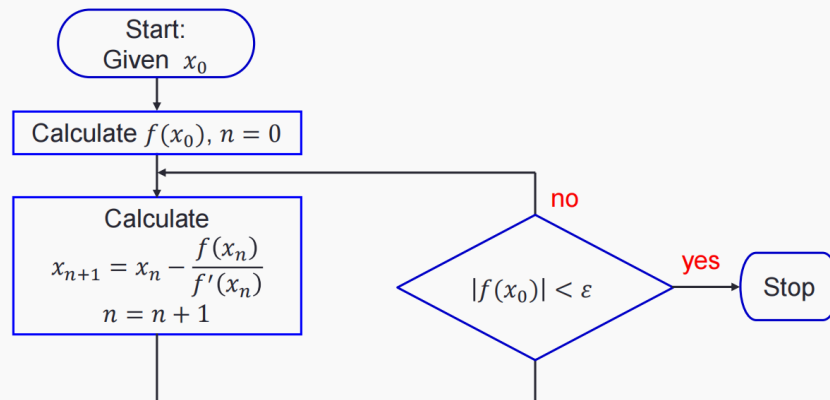 Start:
Given x₀
Calculate f(x₀), n = 0
Calculate
xₙ₊₁ = xₙ − f(xₙ)/f′(xₙ)
n = n + 1
no
|f(x₀)| < ε
yes
Stop